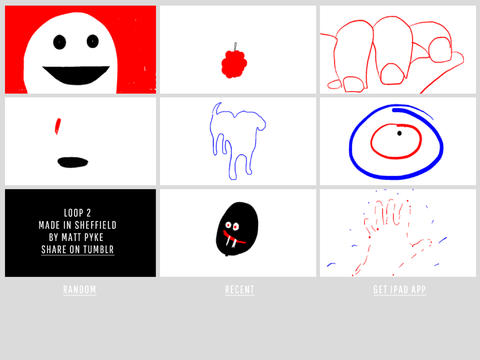 LOOP 2
MADE IN SHEFFIELD
BY MATT PYKE
SHARE ON TUMBLR
RANDOM
RECENT
GET IPAD APP